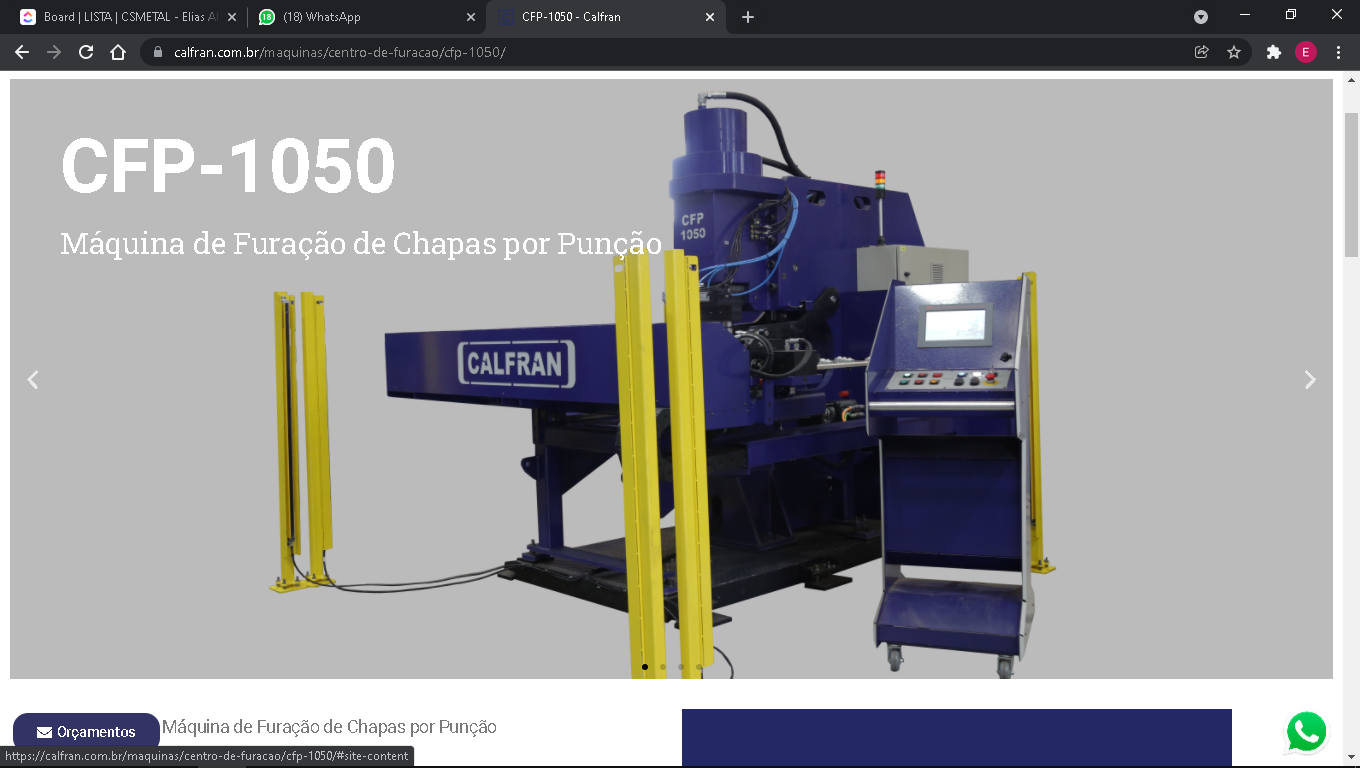 Board | LISTA | CSMETAL - Elias Al
18
(18) WhatsApp
CFP-1050 - Calfran
calfran.com.br/maquinas/centro-de-furacao/cfp-1050/
E
CFP-1050
Máquina de Furação de Chapas por Punção
CFP
1050
CALFRAN
Orçamentos
Máquina de Furação de Chapas por Punção
https://calfran.com.br/maquinas/centro-de-furacao/cfp-1050/#site-content